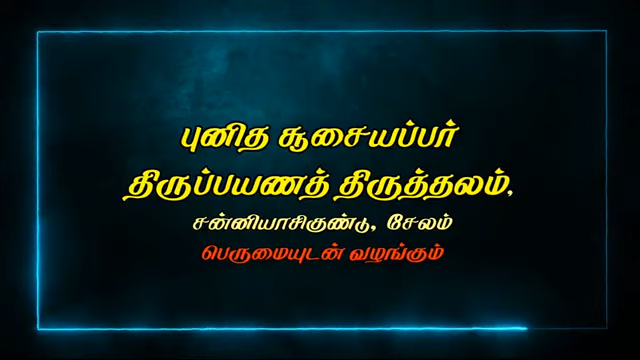 புனித சூசையப்பர்
திருப்பயணத் திருத்தலம்,
சன்னியாசிகுண்டு, சேலம்
பெருமையுடன் வழங்கும்